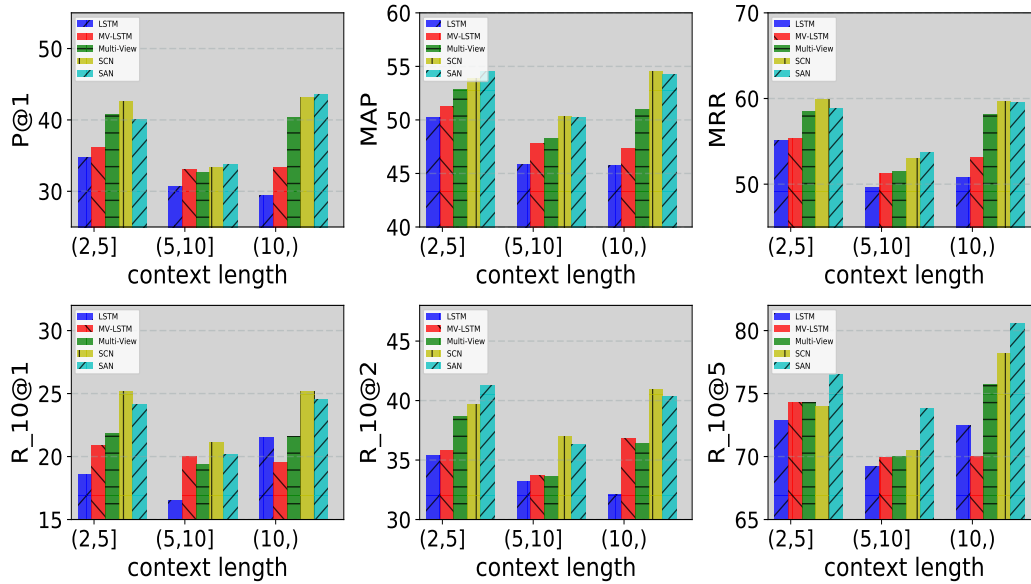 P@1
50
40
30
LSTM
MV-LSTM
Multi-View
SCN
SAN
(2,5]
(5,10]
(10,)
context length
MAP
60
55
50
45
40
LSTM
MV-LSTM
Multi-View
SCN
SAN
(2,5]
(5,10]
(10,)
context length
MRR
70
60
50
LSTM
MV-LSTM
Multi-View
SCN
SAN
(2,5]
(5,10]
(10,)
context length
R_10@1
30
25
20
15
LSTM
MV-LSTM
Multi-View
SCN
SAN
(2,5]
(5,10]
(10,)
context length
R_10@2
45
40
35
30
LSTM
MV-LSTM
Multi-View
SCN
SAN
(2,5]
(5,10]
(10,)
context length
R_10@5
80
75
70
65
LSTM
MV-LSTM
Multi-View
SCN
SAN
(2,5]
(5,10]
(10,)
context length